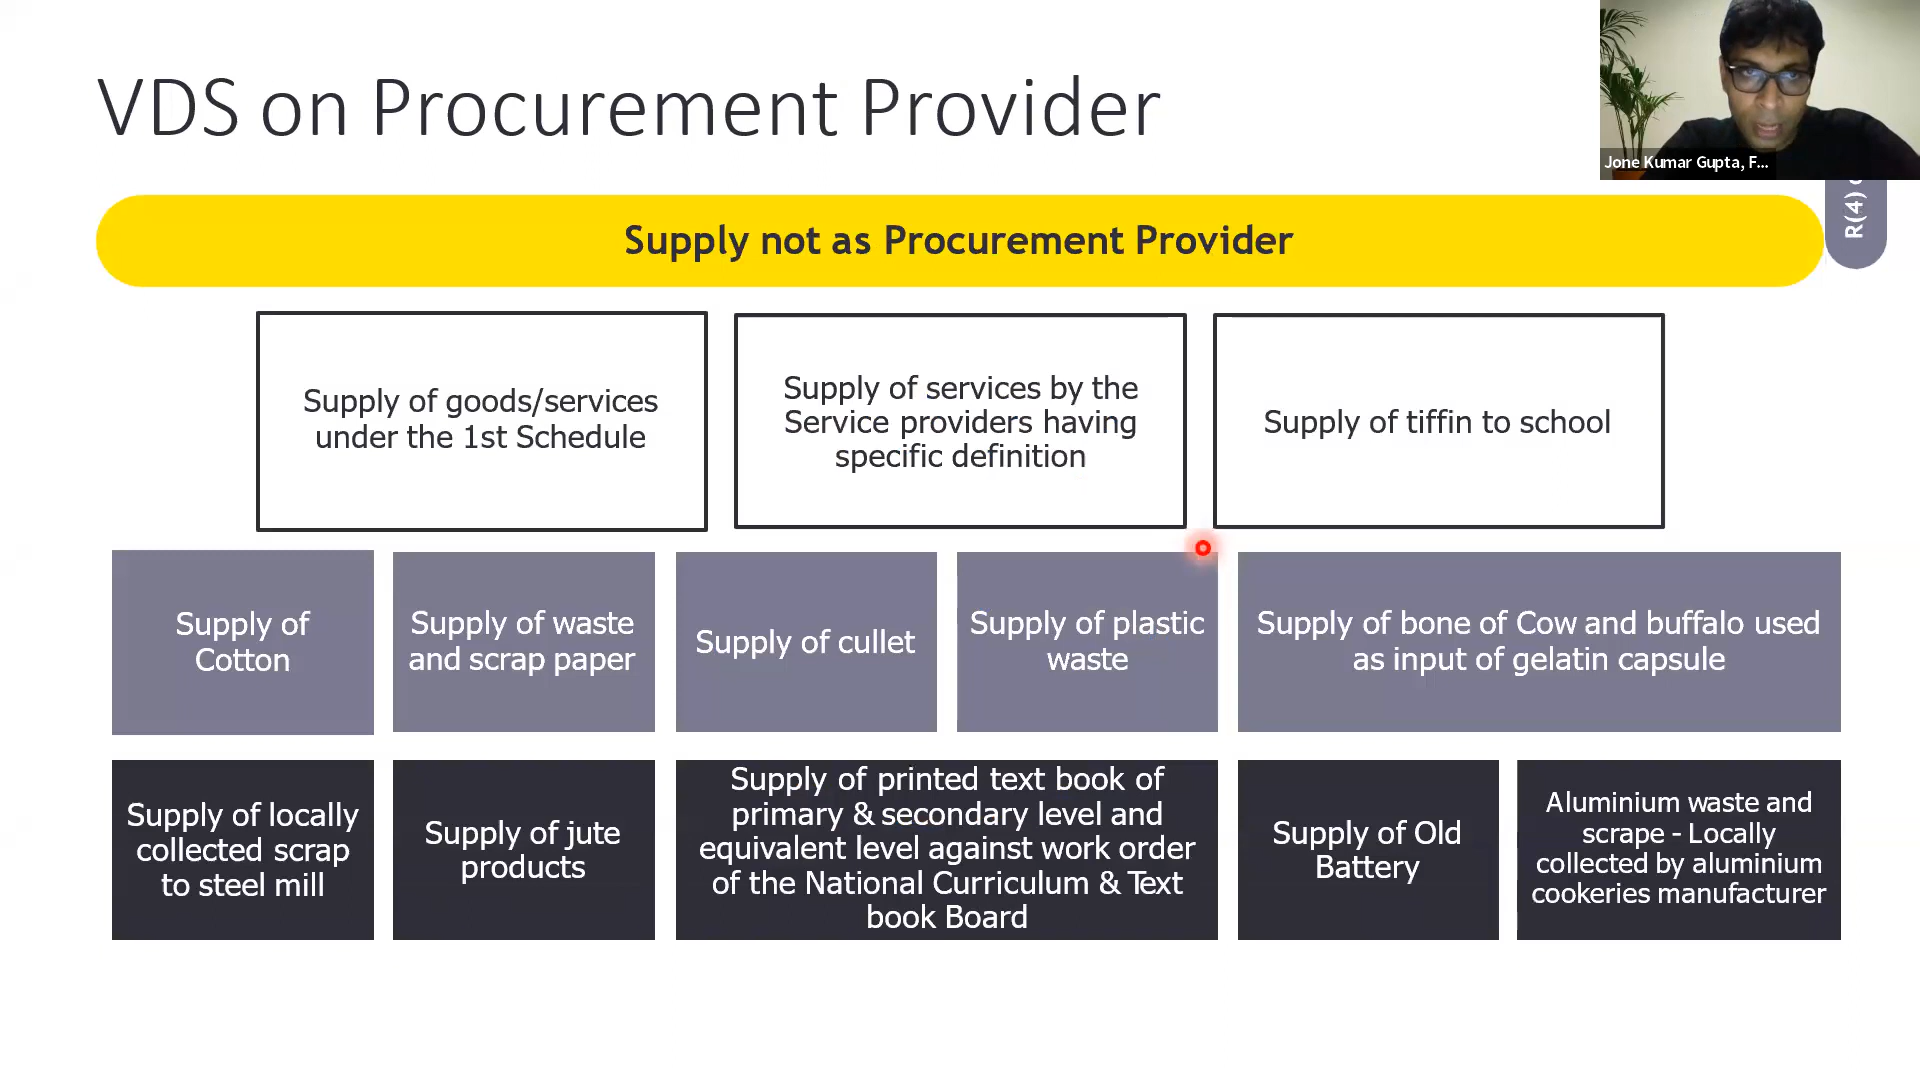 VDS on Procurement Provider
Jone Kumar Gupta, F...
R(4)
Supply not as Procurement Provider
Supply of goods/services
under the 1st Schedule
Supply of services by the
Service providers having
specific definition
Supply of tiffin to school
Supply of
Cotton
Supply of waste
and scrap paper
Supply of cullet
Supply of plastic
waste
Supply of bone of Cow and buffalo used
as input of gelatin capsule
Supply of locally
collected scrap
to steel mill
Supply of jute
products
Supply of printed text book of
primary & secondary level and
equivalent level against work order
of the National Curriculum & Text
book Board
Supply of Old
Battery
Aluminium waste and
scrape - Locally
collected by aluminium
cookeries manufacturer